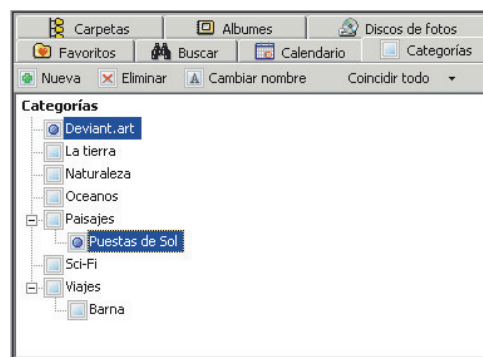 Carpetas Albumes Discos de fotos
Favoritos Buscar Calendario Categorías
Nueva Eliminar A Cambiar nombre Coincidir todo
Categorías
Deviant.art
La tierra
Naturaleza
Oceanos
Paisajes
Puestas de Sol
Sci-Fi
Viajes
Barna